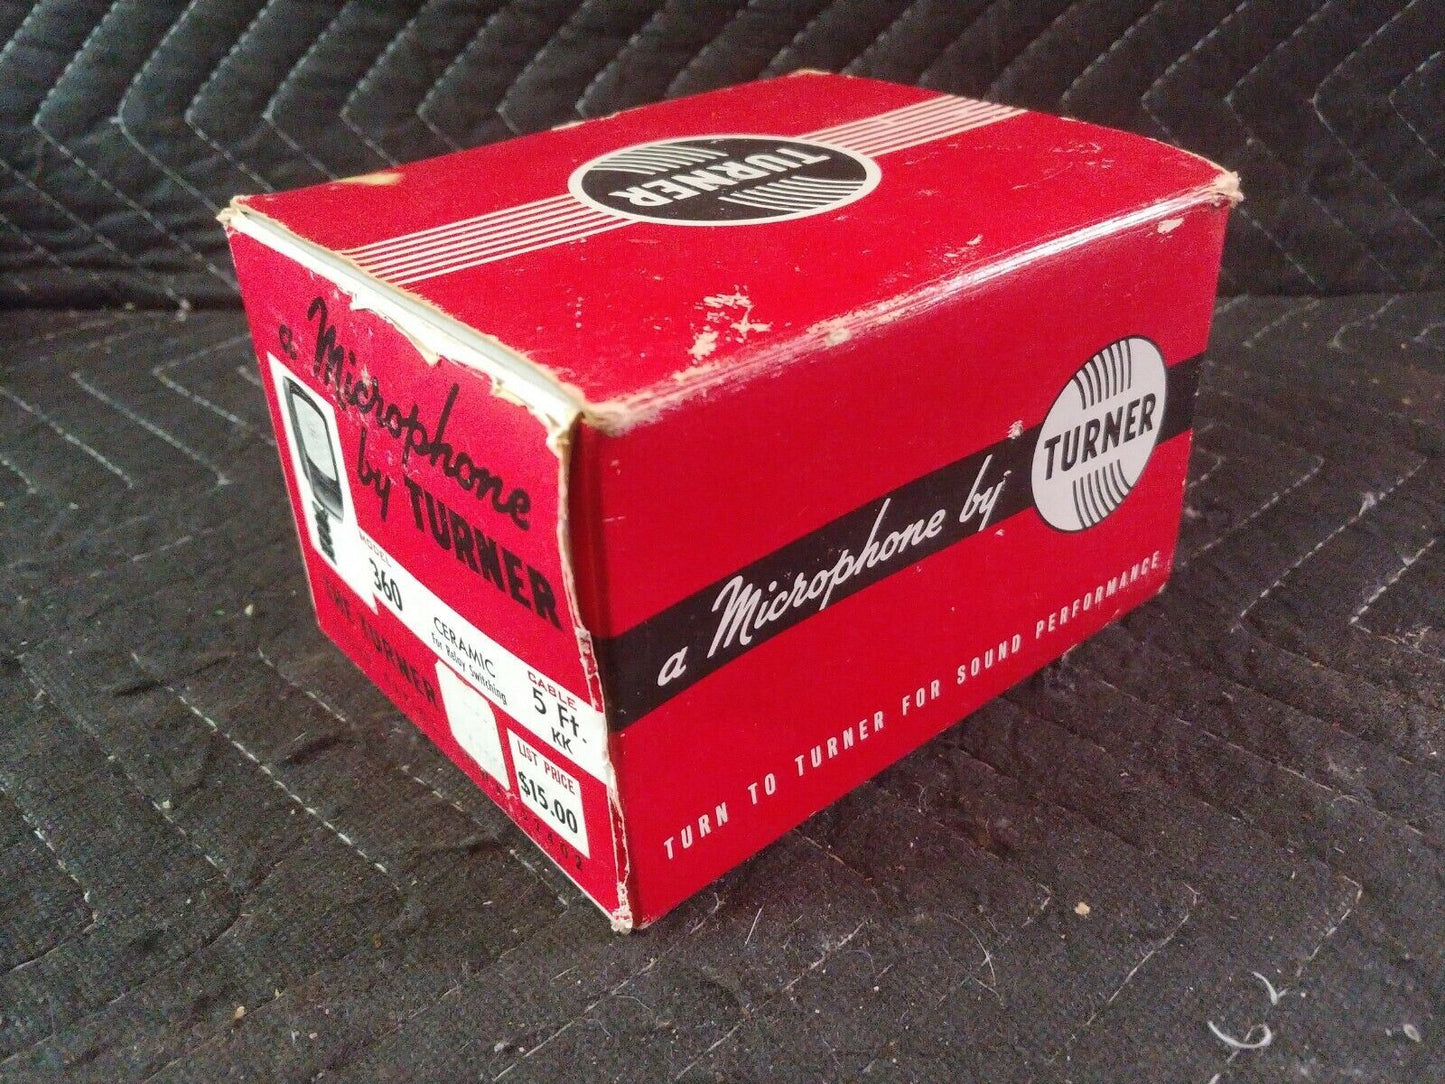 TURNER
a Microphone
by TURNER
MODEL
360
CERAMIC
For Relay Switching
CABLE
5 Ft.
KK
THE TURNER
LIST PRICE
$15.00
a Microphone by
TURNER
TURN TO TURNER FOR SOUND PERFORMANCE